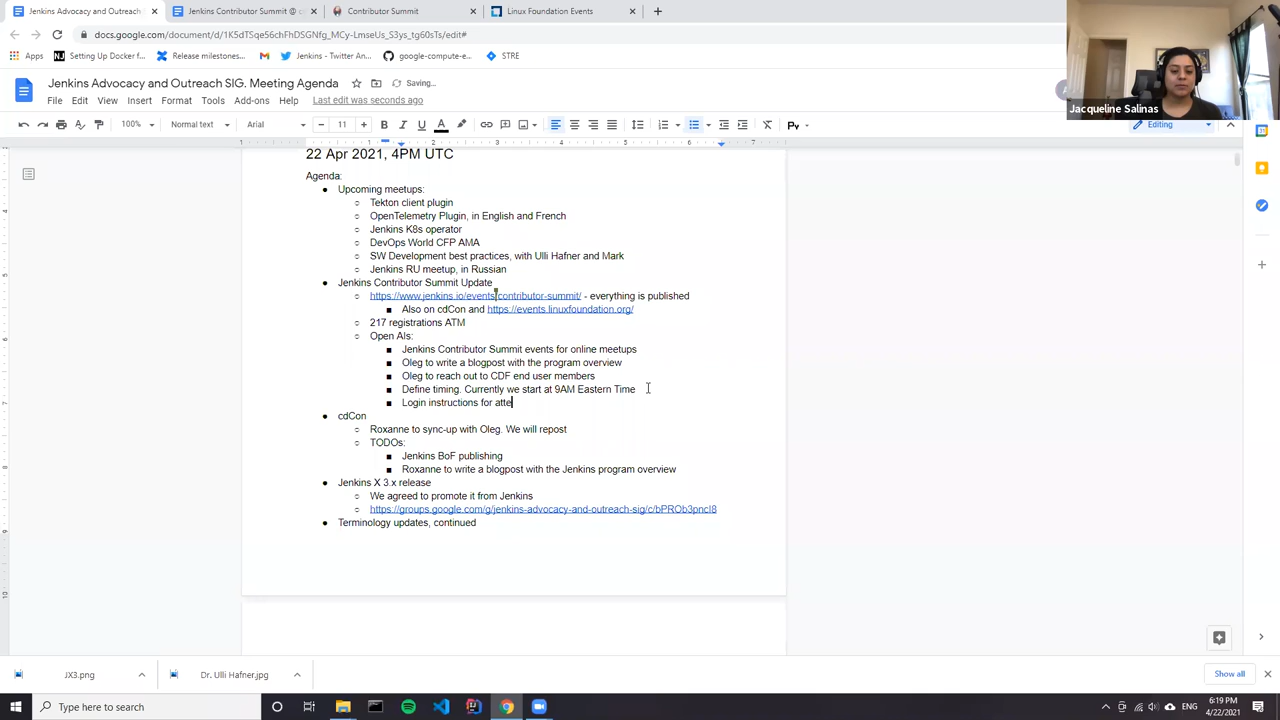 Jenkins Advocacy and Outreach
Jenkins Contributor Summit @ c
Contributor Summit
Linux Foundation Events
docs.google.com/document/d/1K5dTSqe56chFhDSGNfg_MCy-LmseUs_S3ys_tg60sTs/edit#
Apps
Setting Up Docker f...
Release milestones...
Jenkins - Twitter An...
google-compute-e...
STRE
Jacqueline Salinas
Jenkins Advocacy and Outreach SIG. Meeting Agenda
Saving...
File Edit View Insert Format Tools Add-ons Help Last edit was seconds ago
100% Normal text Arial 11 Editing
22 Apr 2021, 4PM UTC
Agenda:
Upcoming meetups:
Tekton client plugin
OpenTelemetry Plugin, in English and French
Jenkins K8s operator
DevOps World CFP AMA
SW Development best practices, with Ulli Hafner and Mark
Jenkins RU meetup, in Russian
Jenkins Contributor Summit Update
https://www.jenkins.io/events/contributor-summit/ - everything is published
Also on cdCon and https://events.linuxfoundation.org/
217 registrations ATM
Open AIs:
Jenkins Contributor Summit events for online meetups
Oleg to write a blogpost with the program overview
Oleg to reach out to CDF end user members
Define timing. Currently we start at 9AM Eastern Time
Login instructions for atte
cdCon
Roxanne to sync-up with Oleg. We will repost
TODOs:
Jenkins BoF publishing
Roxanne to write a blogpost with the Jenkins program overview
Jenkins X 3.x release
We agreed to promote it from Jenkins
https://groups.google.com/g/jenkins-advocacy-and-outreach-sig/c/bPROb3pncI8
Terminology updates, continued
JX3.png
Dr. Ulli Hafner.jpg
Show all
Type here to search
ENG
6:19 PM
4/22/2021